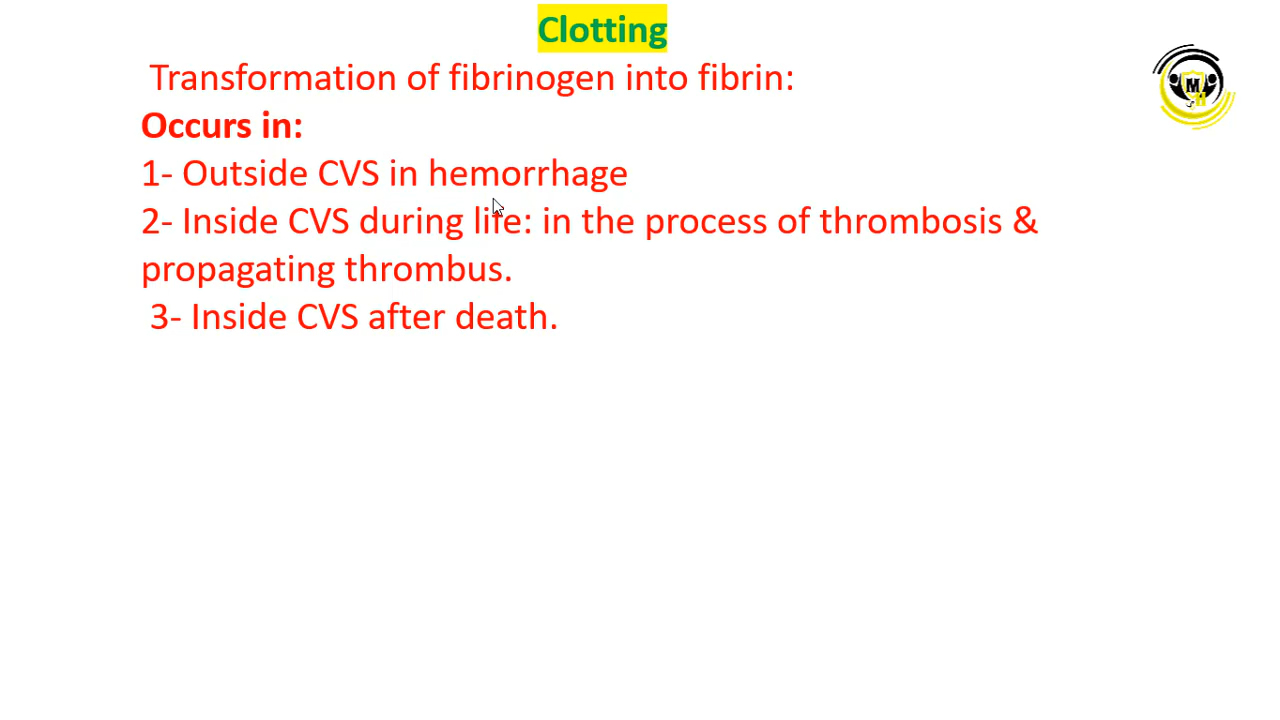 Clotting
Transformation of fibrinogen into fibrin:
Occurs in:
1- Outside CVS in hemorrhage
2- Inside CVS during life: in the process of thrombosis &
propagating thrombus.
3- Inside CVS after death.
M